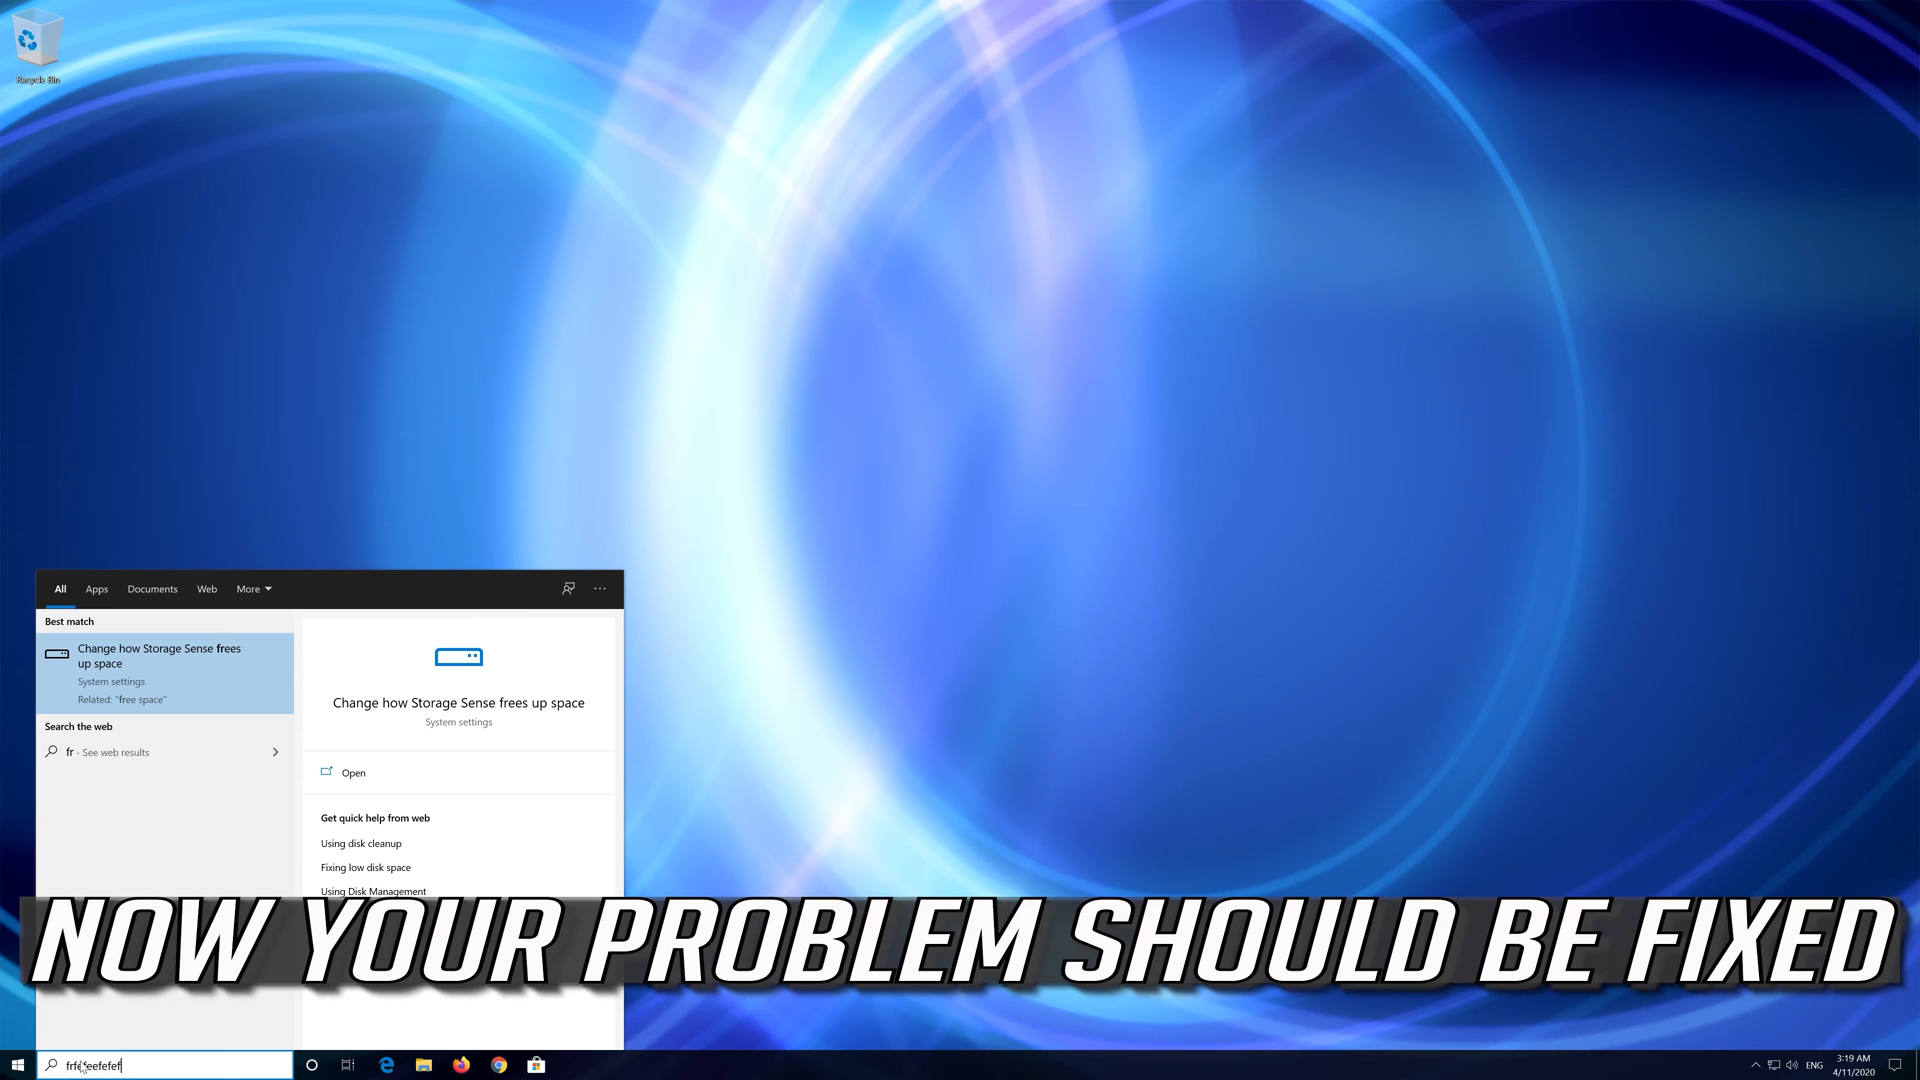 Recycle Bin
All Apps Documents Web More
Best match
Change how Storage Sense frees
up space
System settings
Related: "free space"
Search the web
fr - See web results
Change how Storage Sense frees up space
System settings
Open
Get quick help from web
Using disk cleanup
Fixing low disk space
Using Disk Management
NOW YOUR PROBLEM SHOULD BE FIXED
ENG
3:19 AM
4/11/2020